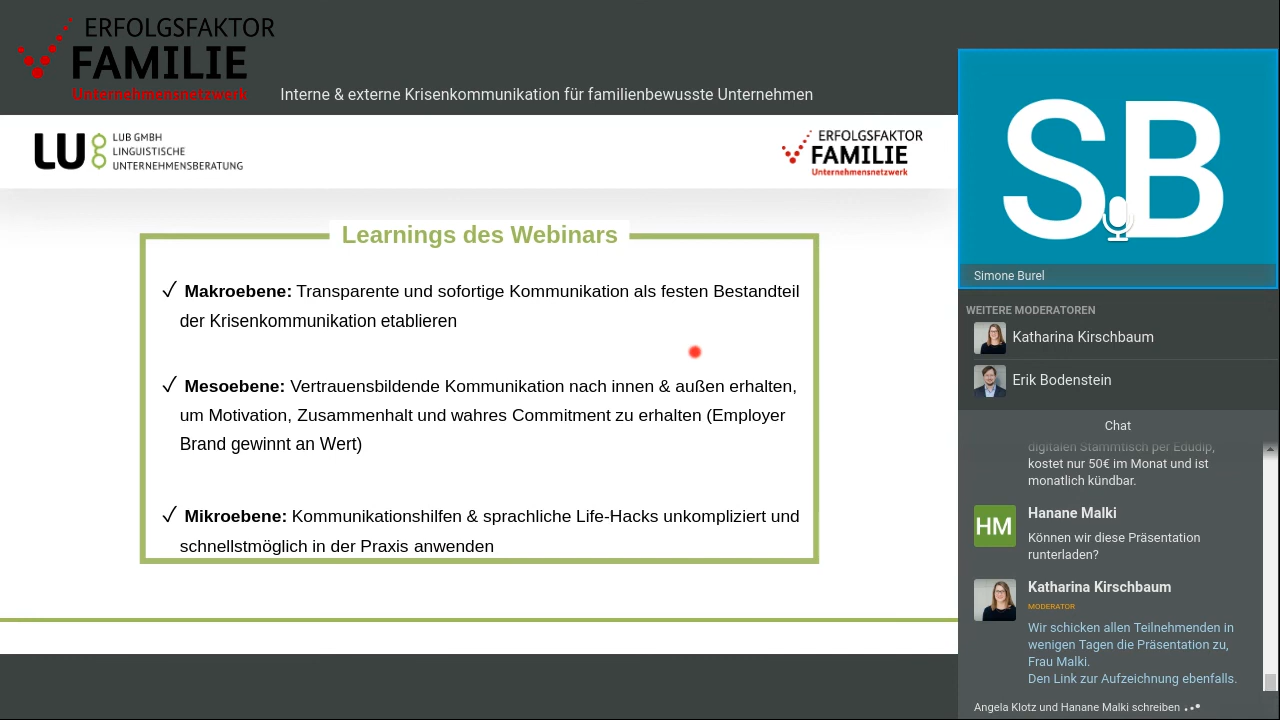 ERFOLGSFAKTOR
FAMILIE
Unternehmensnetzwerk
Interne & externe Krisenkommunikation für familienbewusste Unternehmen
LU8
LUB GMBH
LINGUISTISCHE
UNTERNEHMENSBERATUNG
ERFOLGSFAKTOR
FAMILIE
Unternehmensnetzwerk
Learnings des Webinars
✓ Makroebene: Transparente und sofortige Kommunikation als festen Bestandteil
der Krisenkommunikation etablieren
✓ Mesoebene: Vertrauensbildende Kommunikation nach innen & außen erhalten,
um Motivation, Zusammenhalt und wahres Commitment zu erhalten (Employer
Brand gewinnt an Wert)
✓ Mikroebene: Kommunikationshilfen & sprachliche Life-Hacks unkompliziert und
schnellstmöglich in der Praxis anwenden
SB
Simone Burel
WEITERE MODERATOREN
Katharina Kirschbaum
Erik Bodenstein
Chat
digitalen Stammtisch per Edudip,
kostet nur 50€ im Monat und ist
monatlich kündbar.
HM
Hanane Malki
Können wir diese Präsentation
runterladen?
Katharina Kirschbaum
MODERATOR
Wir schicken allen Teilnehmenden in
wenigen Tagen die Präsentation zu,
Frau Malki.
Den Link zur Aufzeichnung ebenfalls.
Angela Klotz und Hanane Malki schreiben